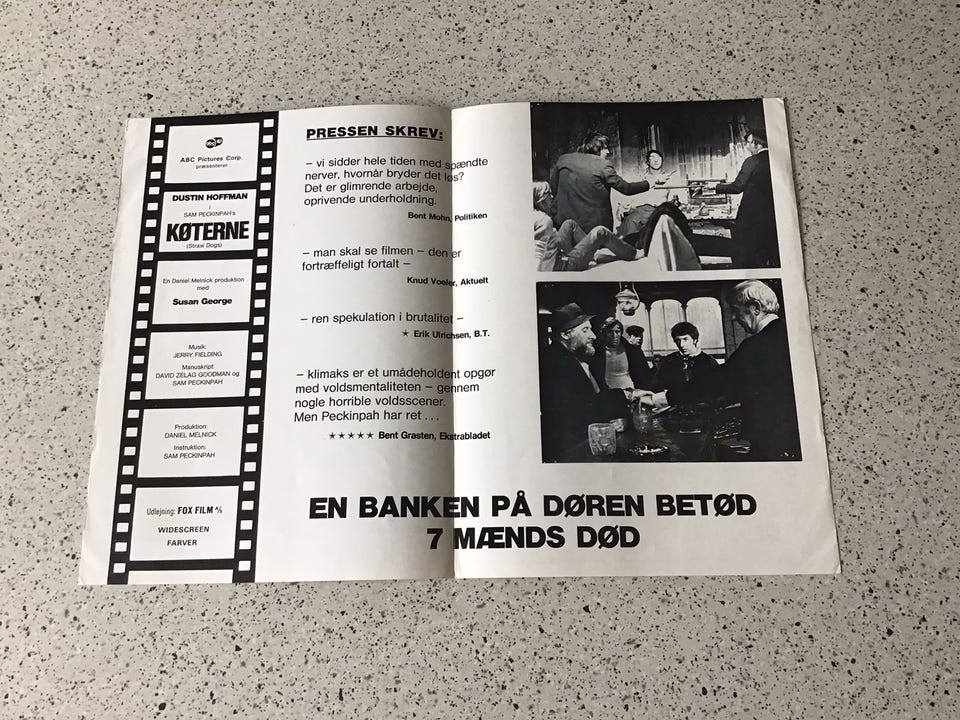 abc
ABC Pictures Corp.
præsenterer
DUSTIN HOFFMAN
i
SAM PECKINPAH's
KØTERNE
(Straw Dogs)
En Daniel Melnick produktion
med
Susan George
Musik:
JERRY FIELDING
Manuskript:
DAVID ZELAG GOODMAN og
SAM PECKINPAH
Produktion:
DANIEL MELNICK
Instruktion:
SAM PECKINPAH
Udlejning: FOX FILM A/S
WIDESCREEN
FARVER
PRESSEN SKREV:
– vi sidder hele tiden med spændte
nerver, hvornår bryder det løs?
Det er glimrende arbejde,
oprivende underholdning.
Bent Mohn, Politiken
– man skal se filmen – den er
fortræffeligt fortalt –
Knud Voeler, Aktuelt
– ren spekulation i brutalitet –
★ Erik Ulrichsen, B.T.
– klimaks er et umådeholdent opgør
med voldsmentaliteten – gennem
nogle horrible voldsscener.
Men Peckinpah har ret ...
★★★★★ Bent Grasten, Ekstrabladet
EN BANKEN PÅ DØREN BETØD
7 MÆNDS DØD